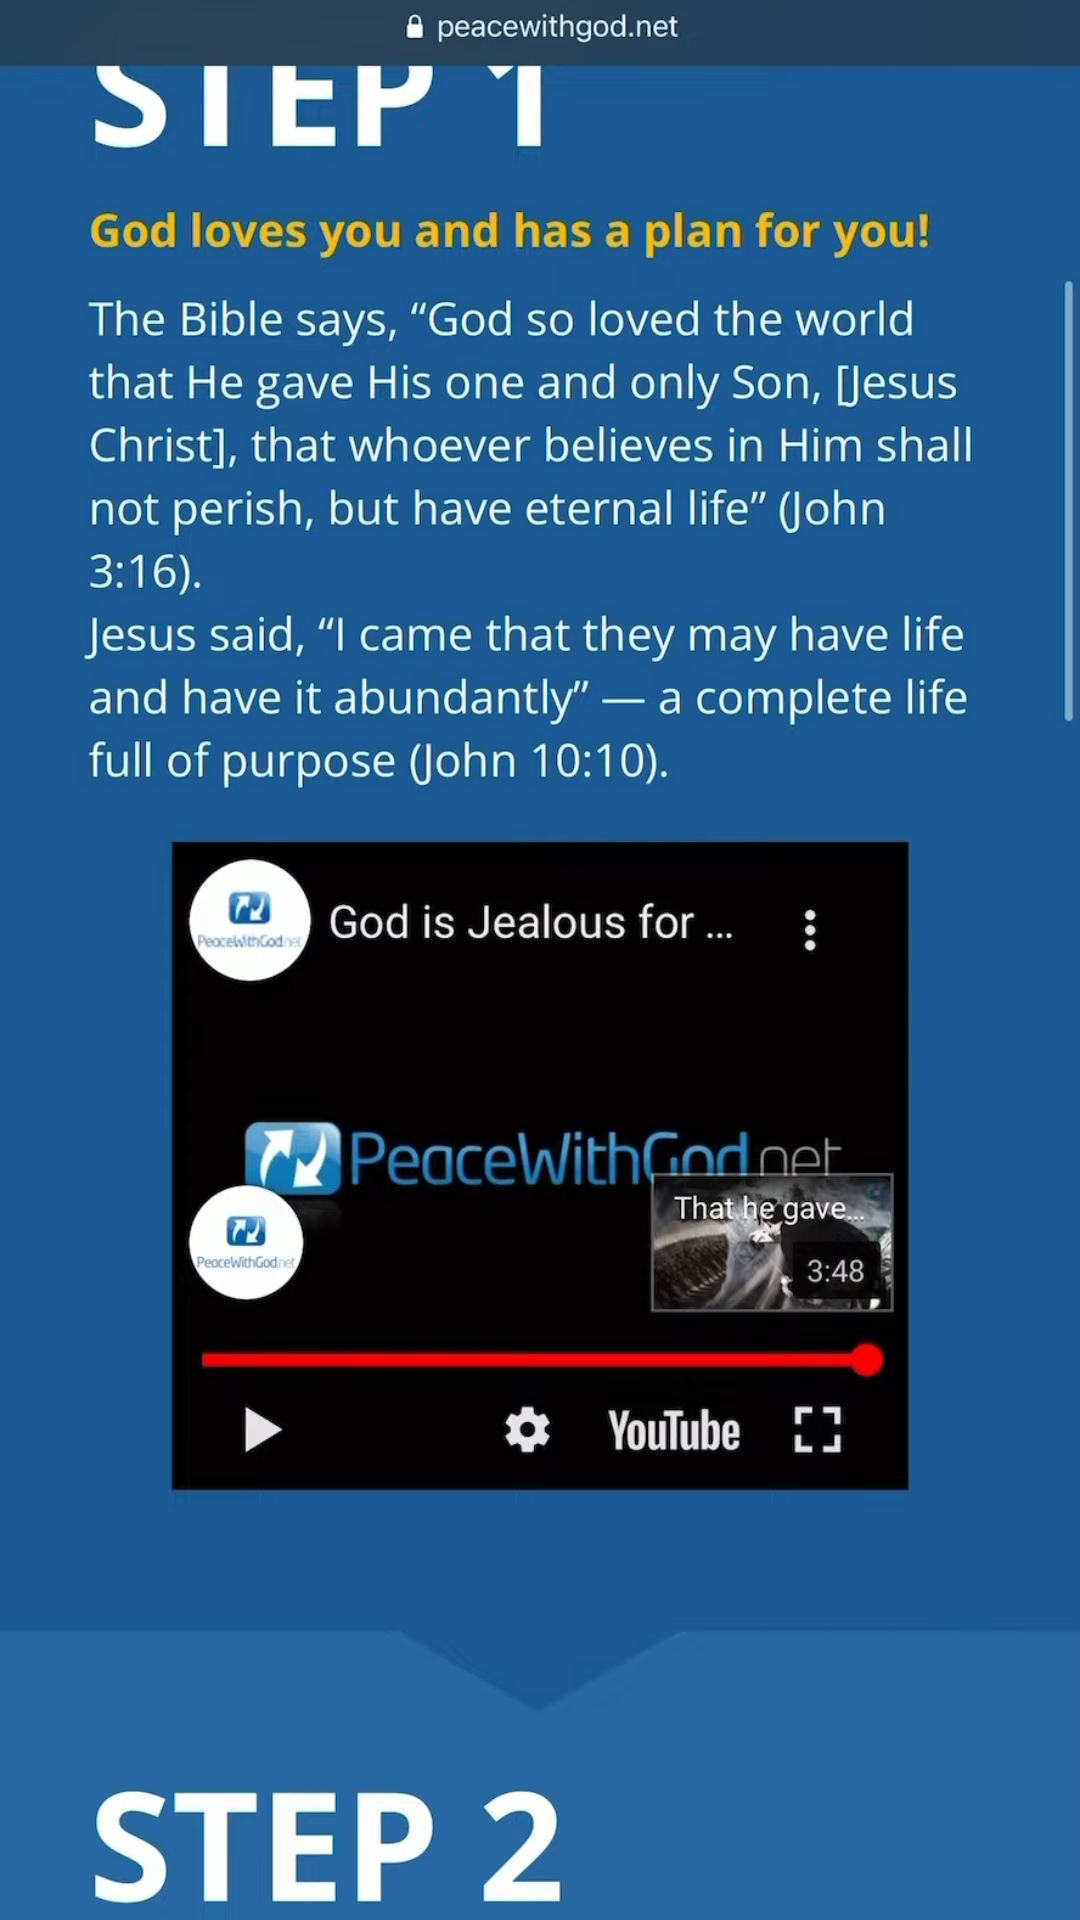 peacewithgod.net
STEP 1
God loves you and has a plan for you!
The Bible says, “God so loved the world
that He gave His one and only Son, [Jesus
Christ], that whoever believes in Him shall
not perish, but have eternal life” (John
3:16).
Jesus said, “I came that they may have life
and have it abundantly” — a complete life
full of purpose (John 10:10).
PeaceWithGod.net
God is Jealous for ...
PeaceWithGod.net
That he gave...
PeaceWithGod.net
3:48
YouTube
STEP 2